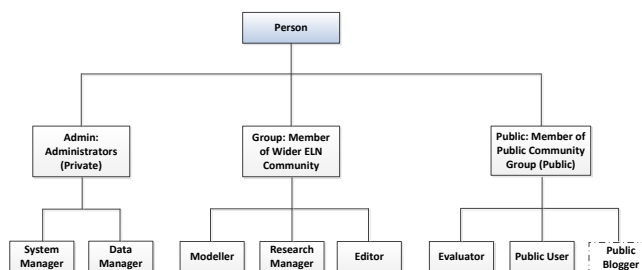 Person
Admin:
Administrators
(Private)
Group: Member
of Wider ELN
Community
Public: Member of
Public Community
Group (Public)
System
Manager
Data
Manager
Modeller
Research
Manager
Editor
Evaluator
Public User
Public
Blogger